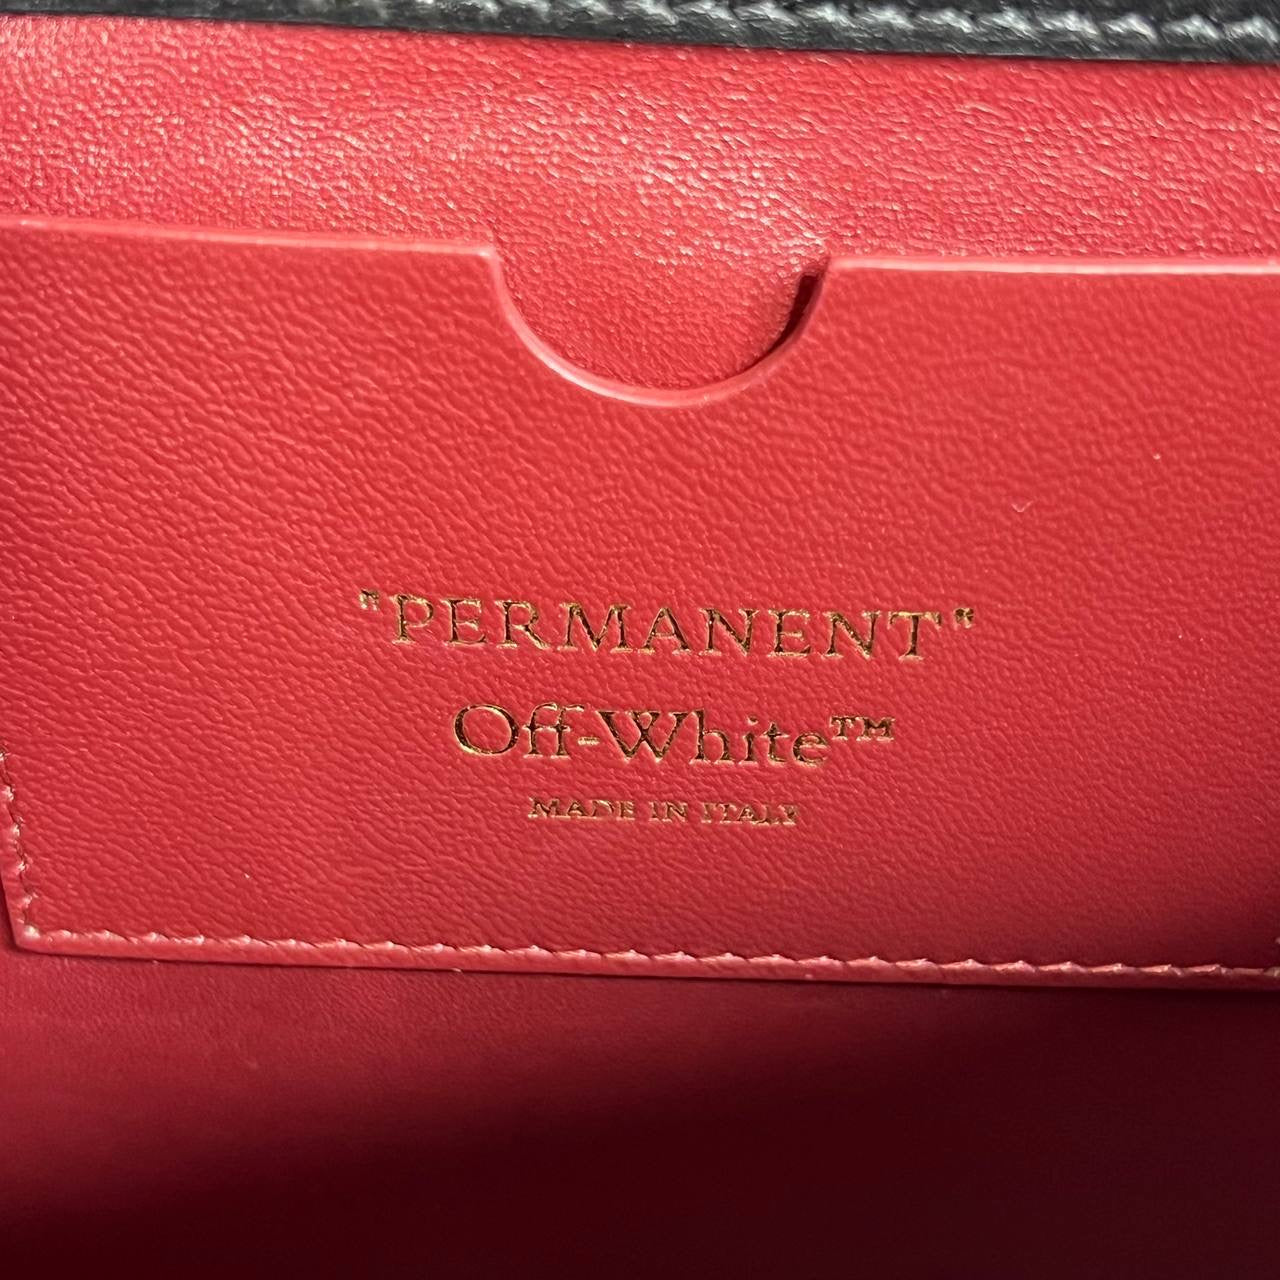 "PERMANENT"
Off-White™
MADE IN ITALY